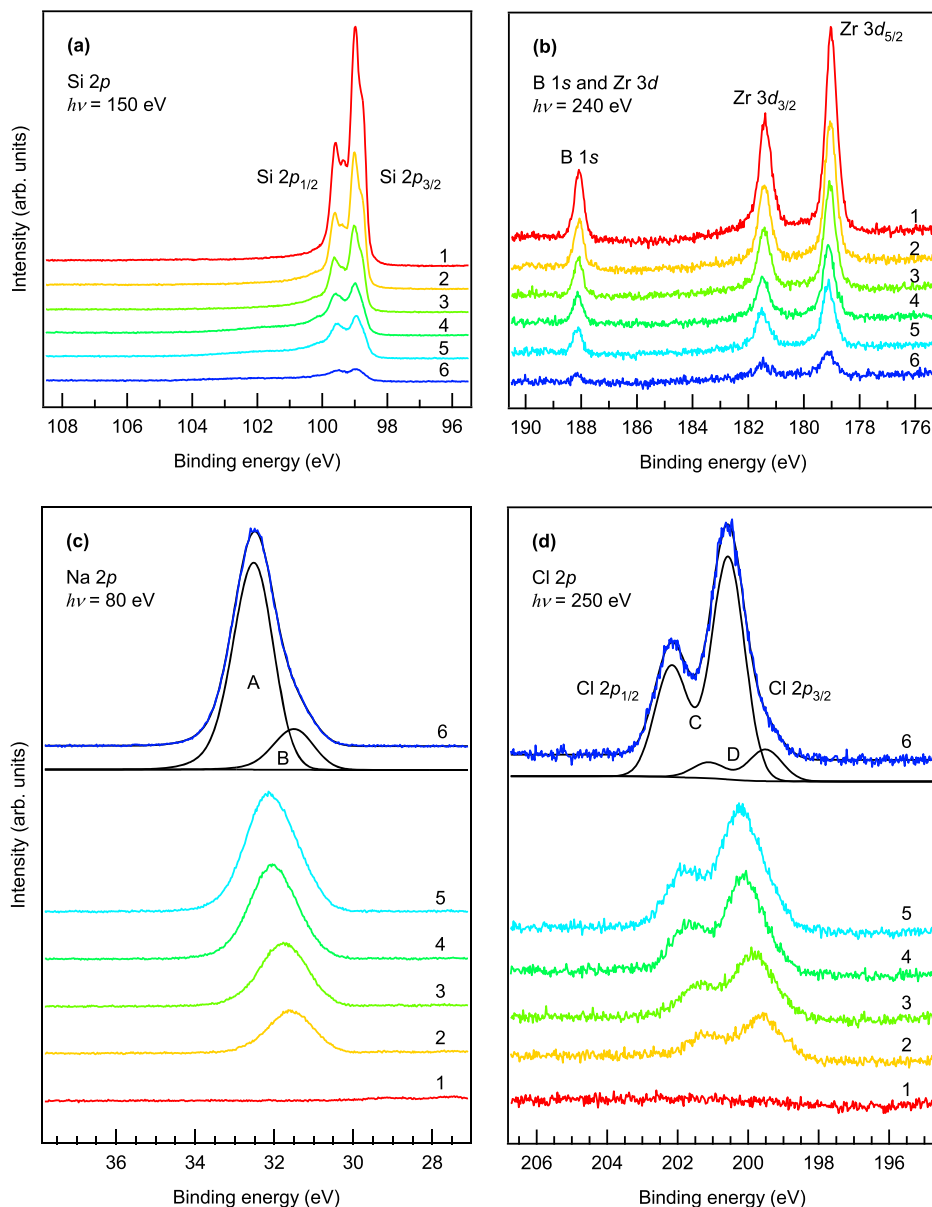 (a)
Si 2p
hν = 150 eV
Si 2p1/2
Si 2p3/2
1
2
3
4
5
6
108 106 104 102 100 98 96
Binding energy (eV)
Intensity (arb. units)
(b)
B 1s and Zr 3d
hν = 240 eV
Zr 3d5/2
Zr 3d3/2
B 1s
1
2
3
4
5
6
190 188 186 184 182 180 178 176
Binding energy (eV)
(c)
Na 2p
hν = 80 eV
A
B
6
5
4
3
2
1
36 34 32 30 28
Binding energy (eV)
Intensity (arb. units)
(d)
Cl 2p
hν = 250 eV
Cl 2p1/2
Cl 2p3/2
C
D
6
5
4
3
2
1
206 204 202 200 198 196
Binding energy (eV)